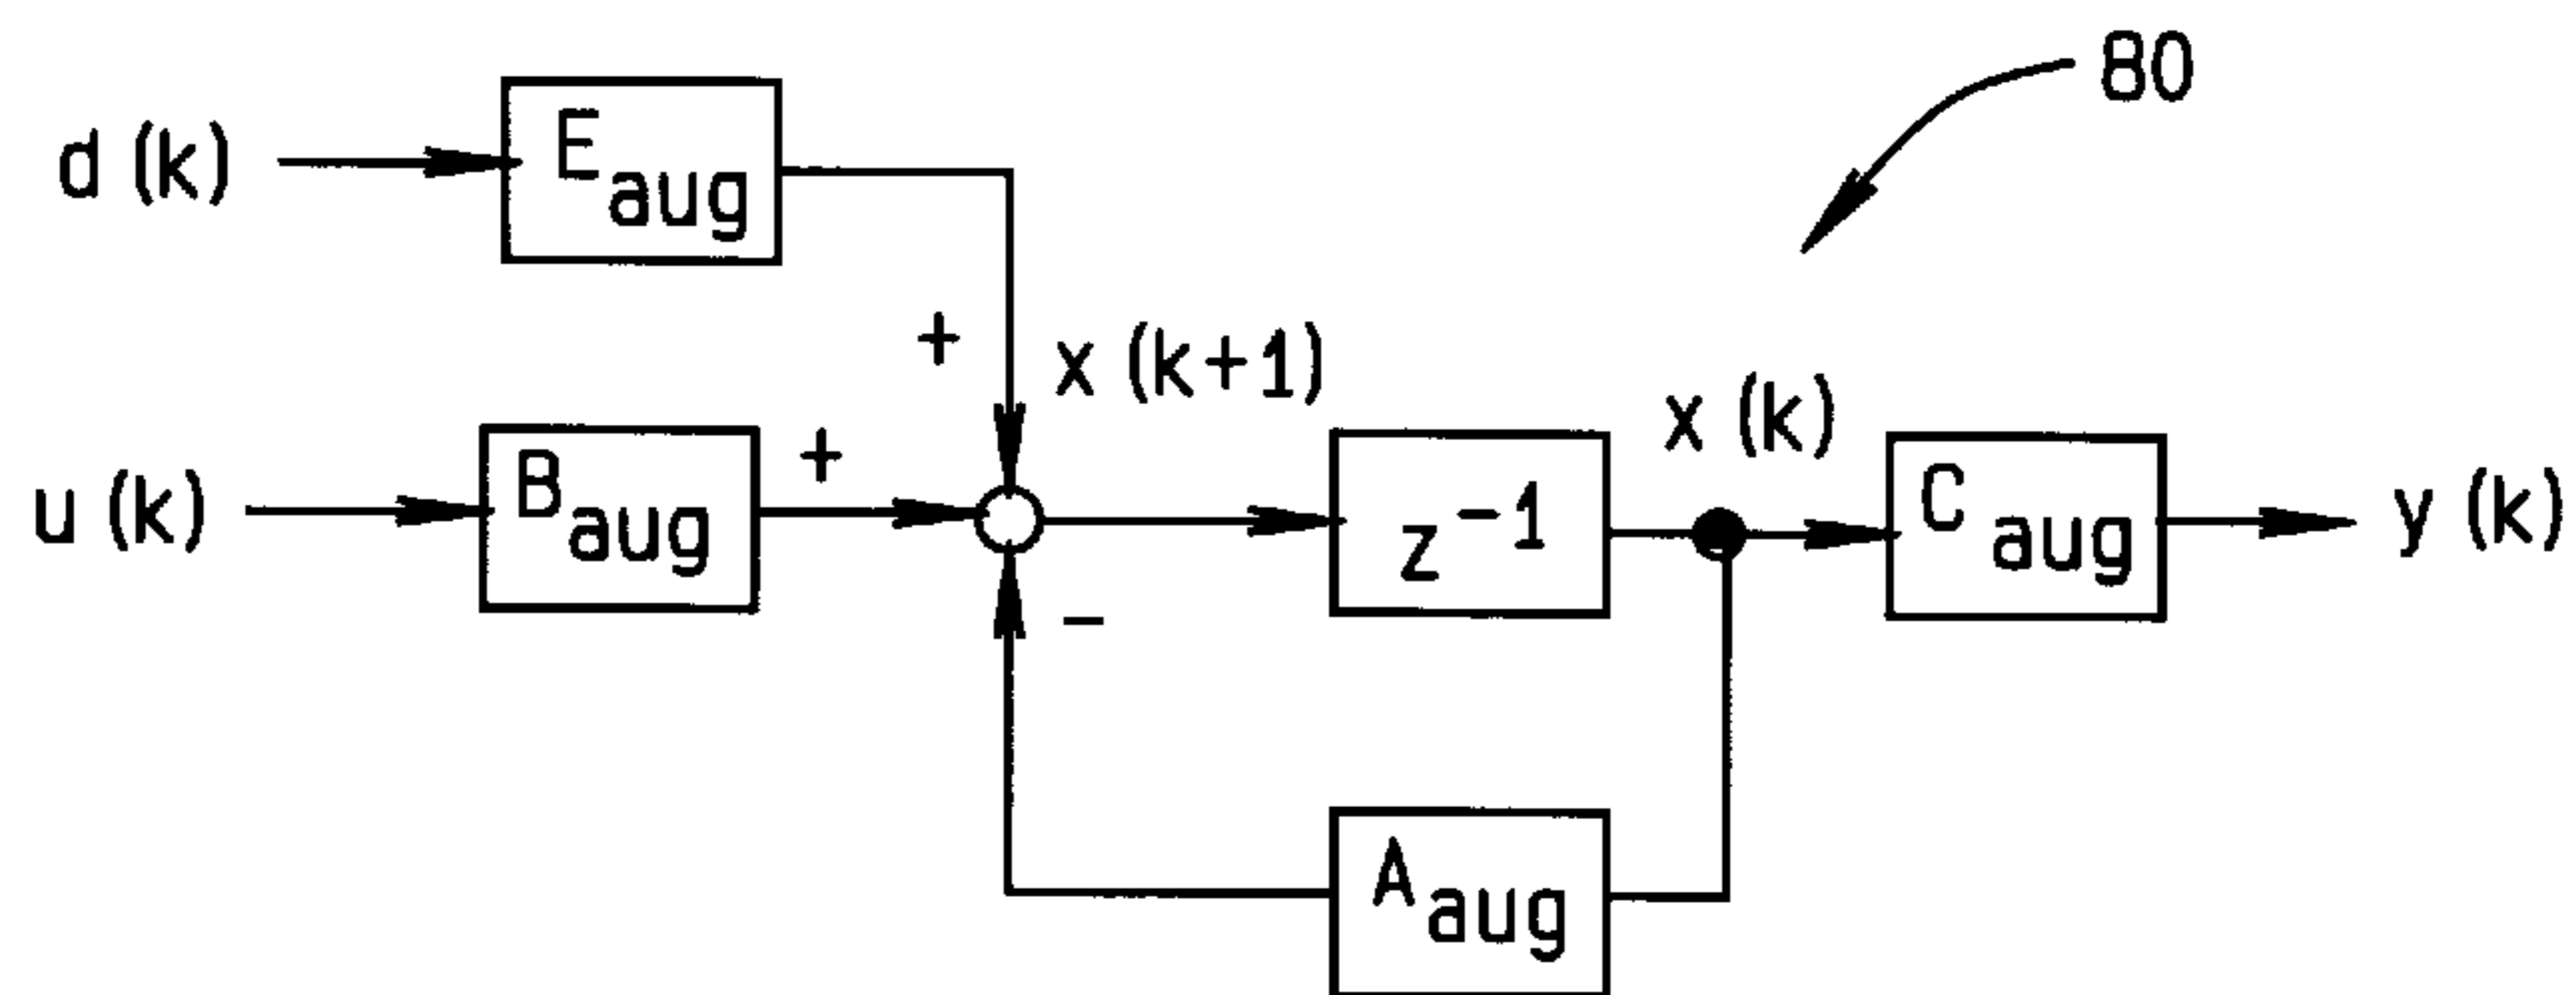 80
d (k)
E aug
+
x (k+1)
u (k)
B aug
+
z -1
x (k)
C aug
y (k)
-
A aug